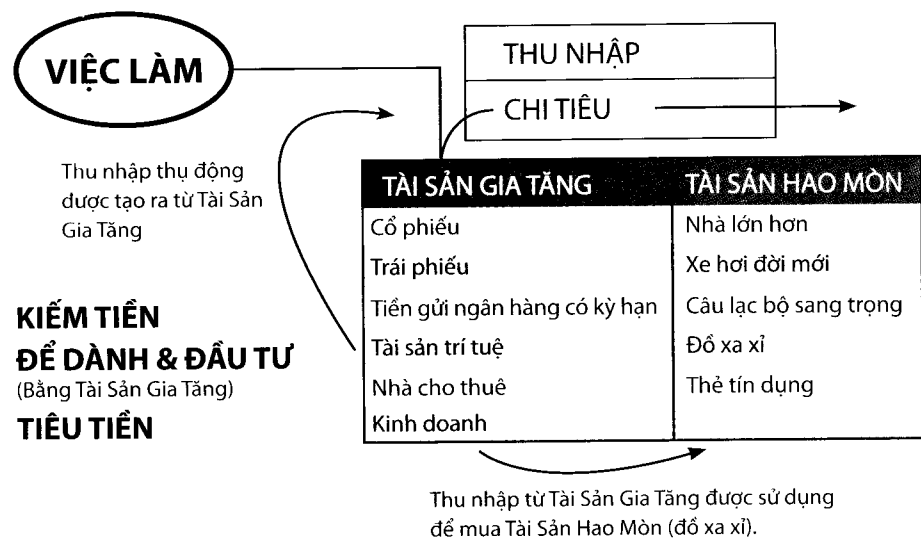 VIỆC LÀM
THU NHẬP
CHI TIÊU
Thu nhập thụ động
được tạo ra từ Tài Sản
Gia Tăng
TÀI SẢN GIA TĂNG
TÀI SẢN HAO MÒN
Cổ phiếu
Nhà lớn hơn
Trái phiếu
Xe hơi đời mới
Tiền gửi ngân hàng có kỳ hạn
Câu lạc bộ sang trọng
Tài sản trí tuệ
Đồ xa xỉ
Nhà cho thuê
Thẻ tín dụng
Kinh doanh
KIẾM TIỀN
ĐỂ DÀNH & ĐẦU TƯ
(Bằng Tài Sản Gia Tăng)
TIÊU TIỀN
Thu nhập từ Tài Sản Gia Tăng được sử dụng
để mua Tài Sản Hao Mòn (đồ xa xỉ).